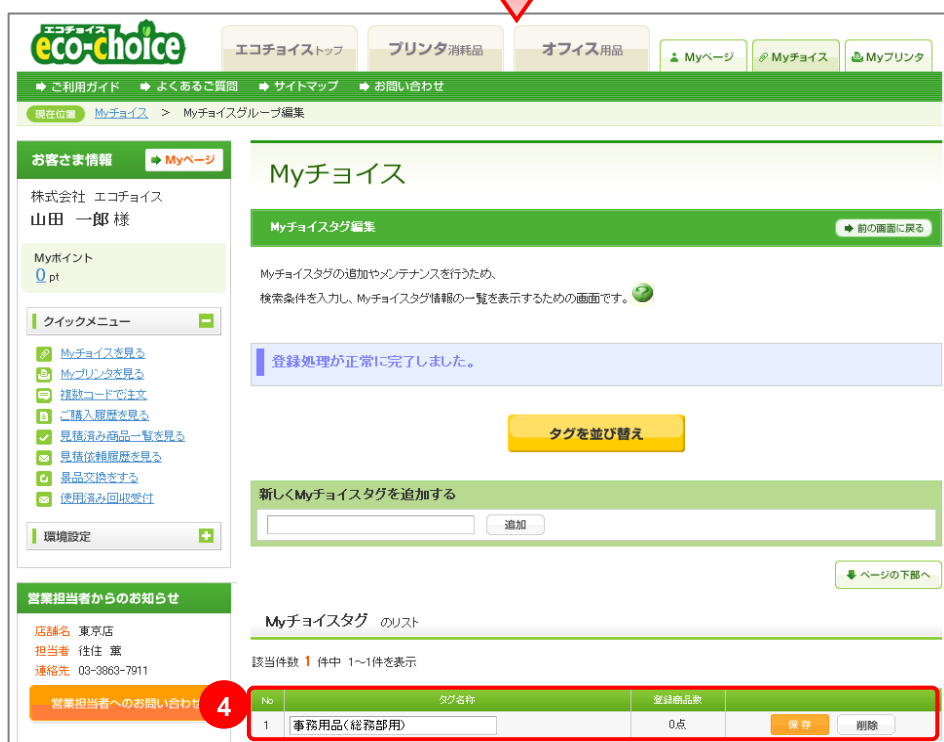 エコチョイス
eco-choice
エコチョイストップ
プリンタ消耗品
オフィス用品
Myページ
Myチョイス
Myプリンタ
ご利用ガイド
よくあるご質問
サイトマップ
お問い合わせ
現在位置 Myチョイス > Myチョイスグループ編集
お客さま情報
Myページ
株式会社 エコチョイス
山田 一郎 様
Myポイント
0 pt
クイックメニュー
Myチョイスを見る
Myプリンタを見る
複数コードで注文
ご購入履歴を見る
見積済み商品一覧を見る
見積依頼履歴を見る
景品交換をする
使用済み回収受付
環境設定
営業担当者からのお知らせ
店舗名 東京店
担当者 往住 薫
連絡先 03-3863-7911
営業担当者へのお問い合わせ
Myチョイス
Myチョイスタグ編集
前の画面に戻る
Myチョイスタグの追加やメンテナンスを行うため、
検索条件を入力し、Myチョイスタグ情報の一覧を表示するための画面です。
登録処理が正常に完了しました。
タグを並び替え
新しくMyチョイスタグを追加する
追加
ページの下部へ
Myチョイスタグ のリスト
該当件数 1 件中 1～1件を表示
4
No タグ名称 登録商品数
1 事務用品(総務部用) 0点 保存 削除